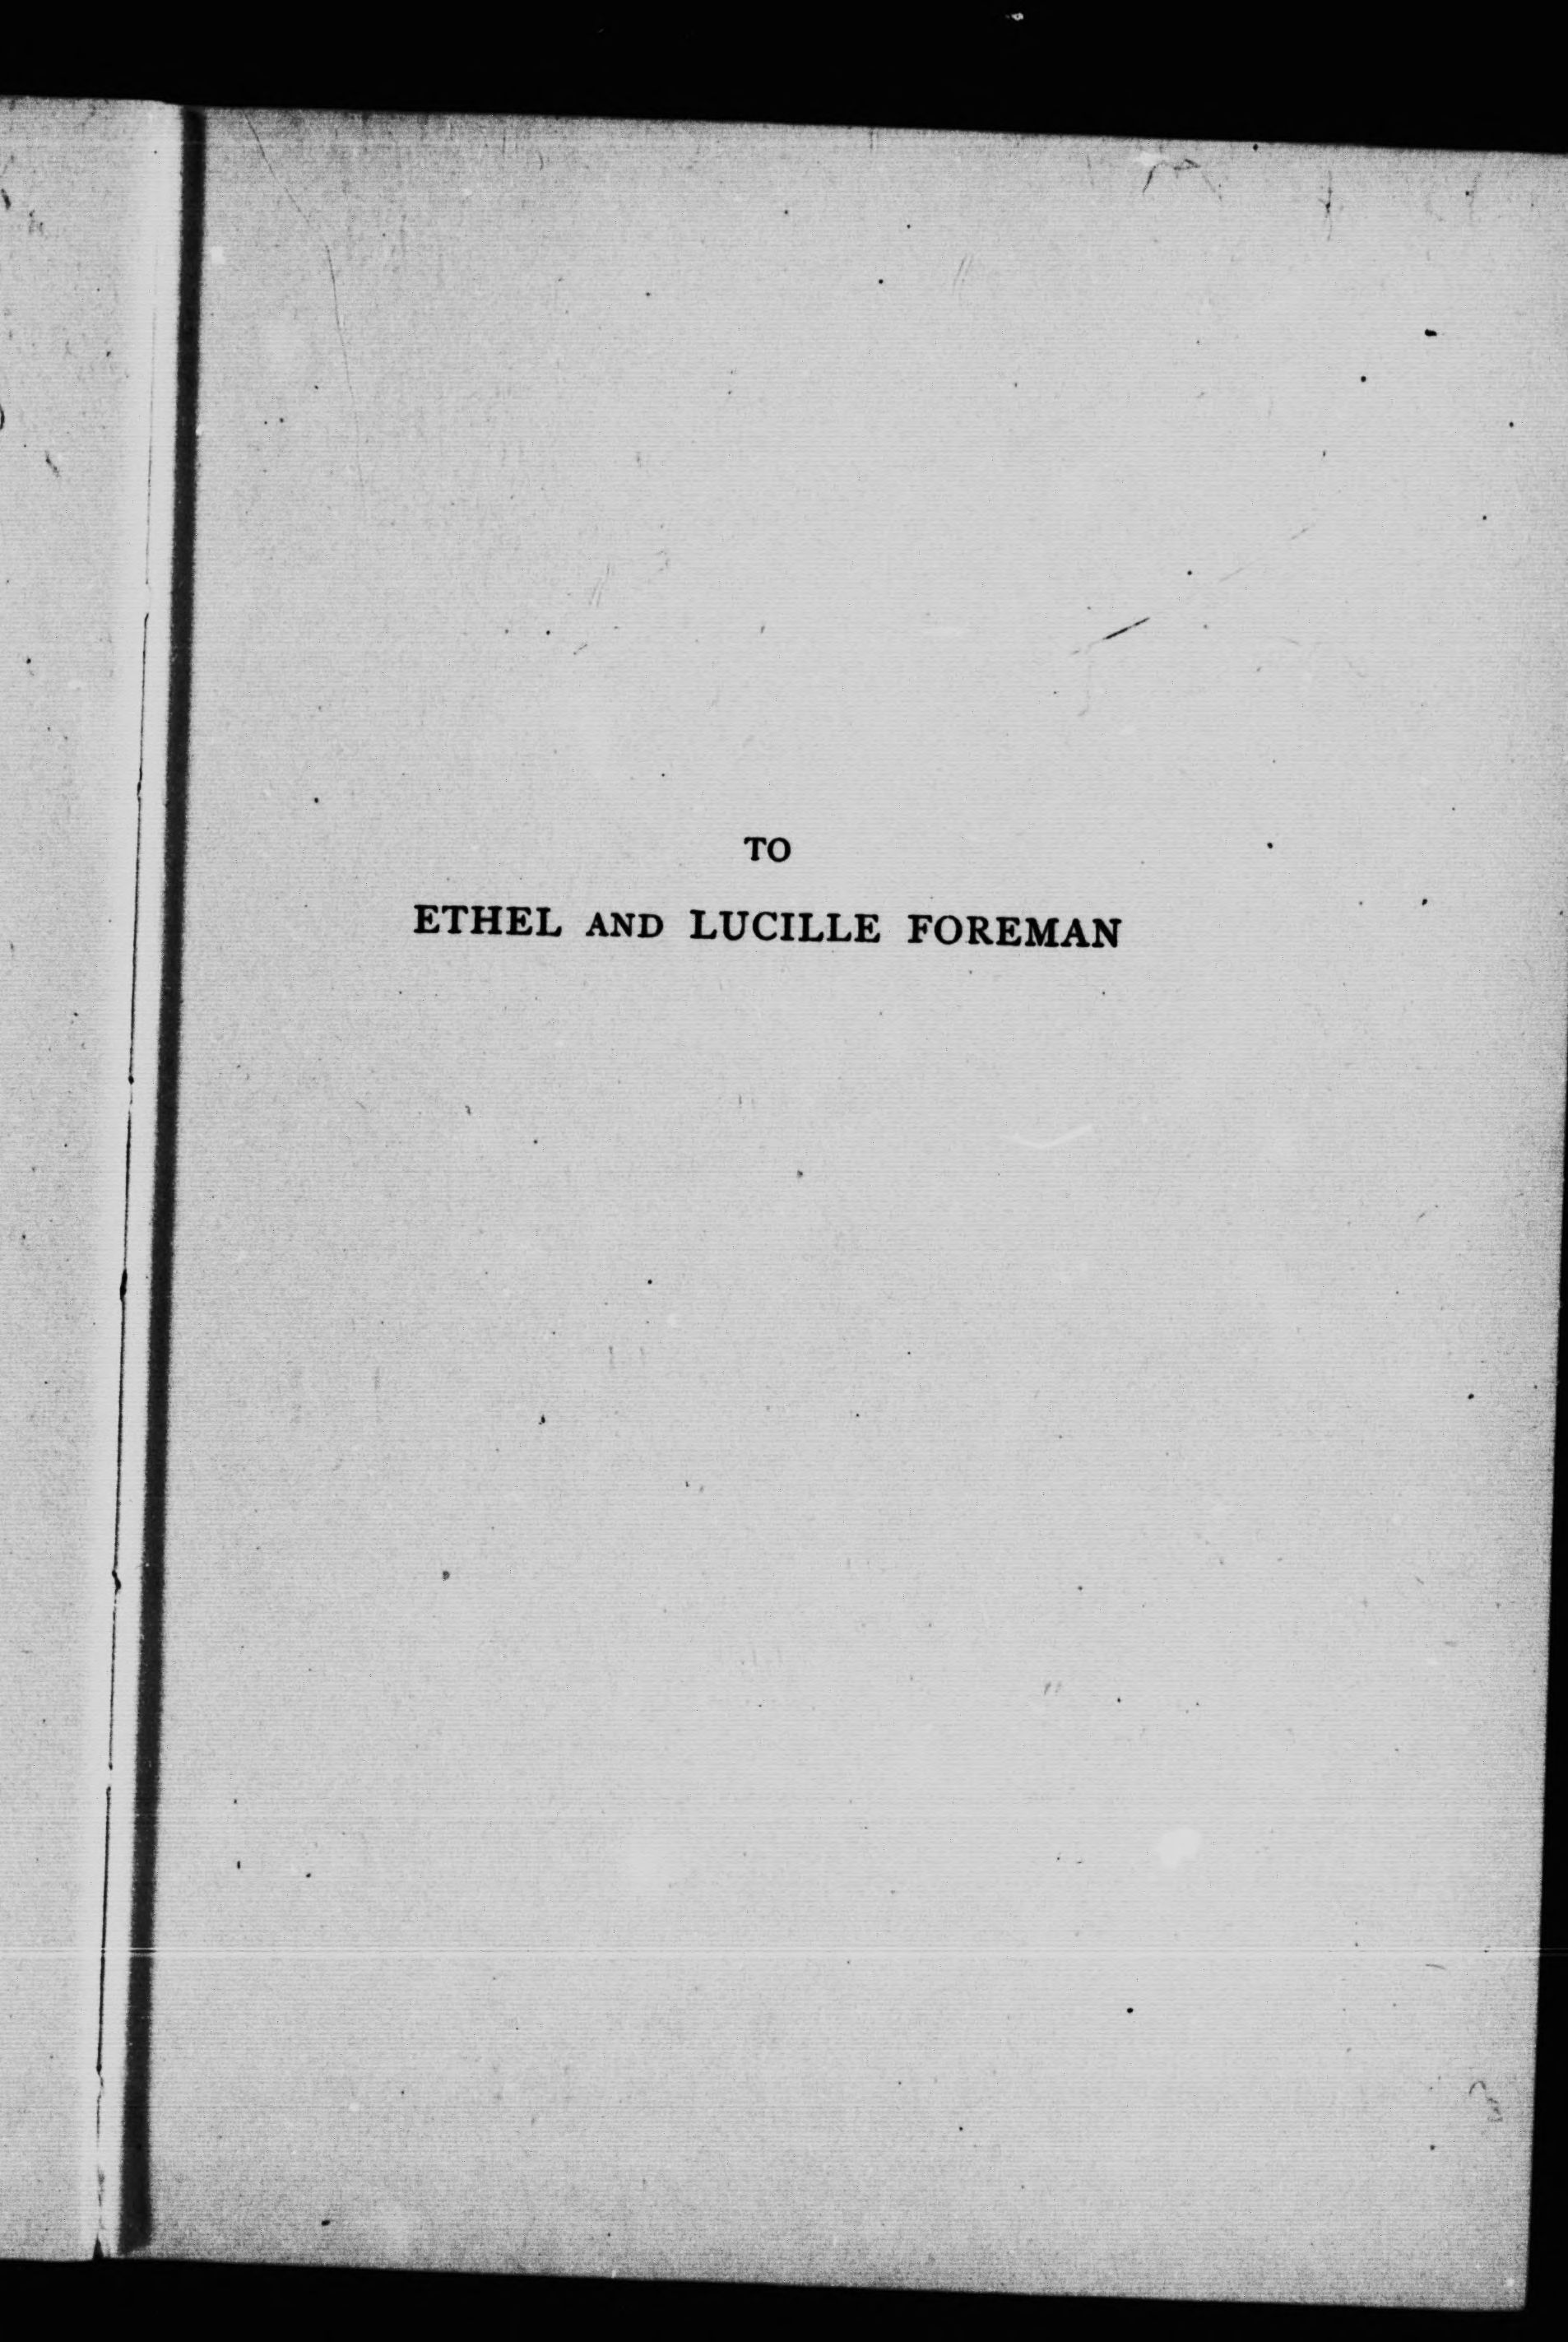 TO
ETHEL AND LUCILLE FOREMAN